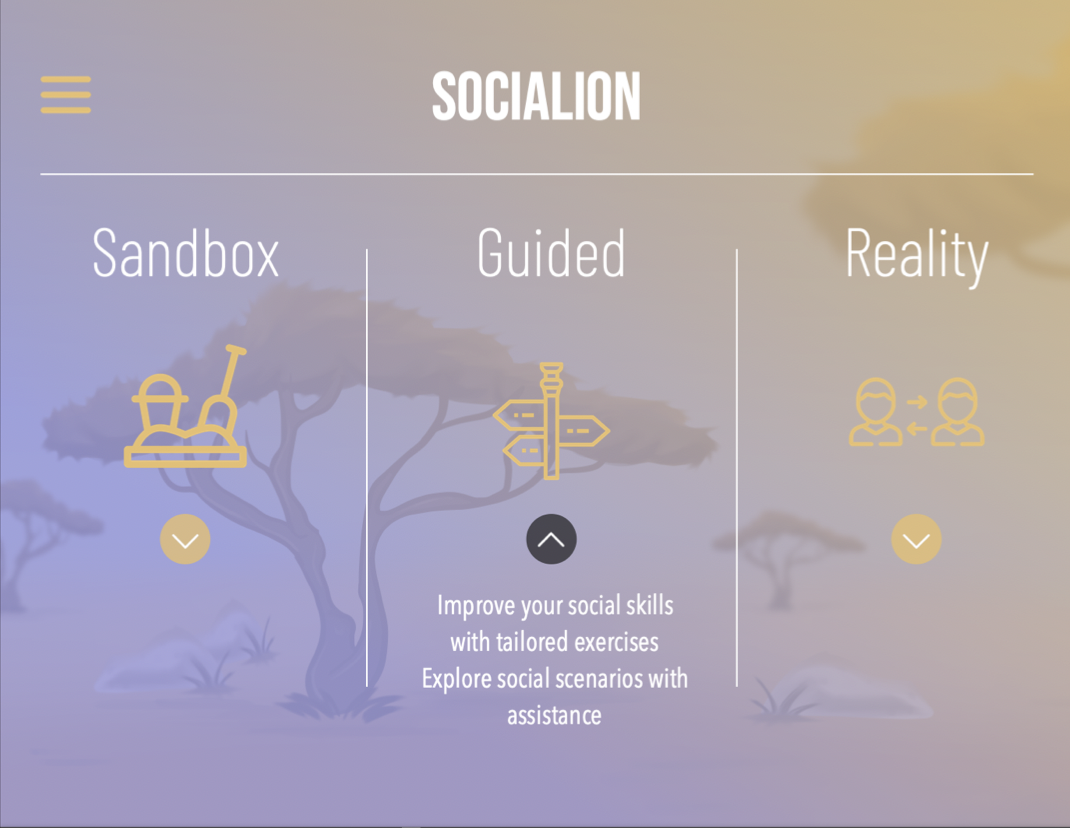 SOCIALION
Sandbox
Guided
Reality
Improve your social skills
with tailored exercises
Explore social scenarios with
assistance